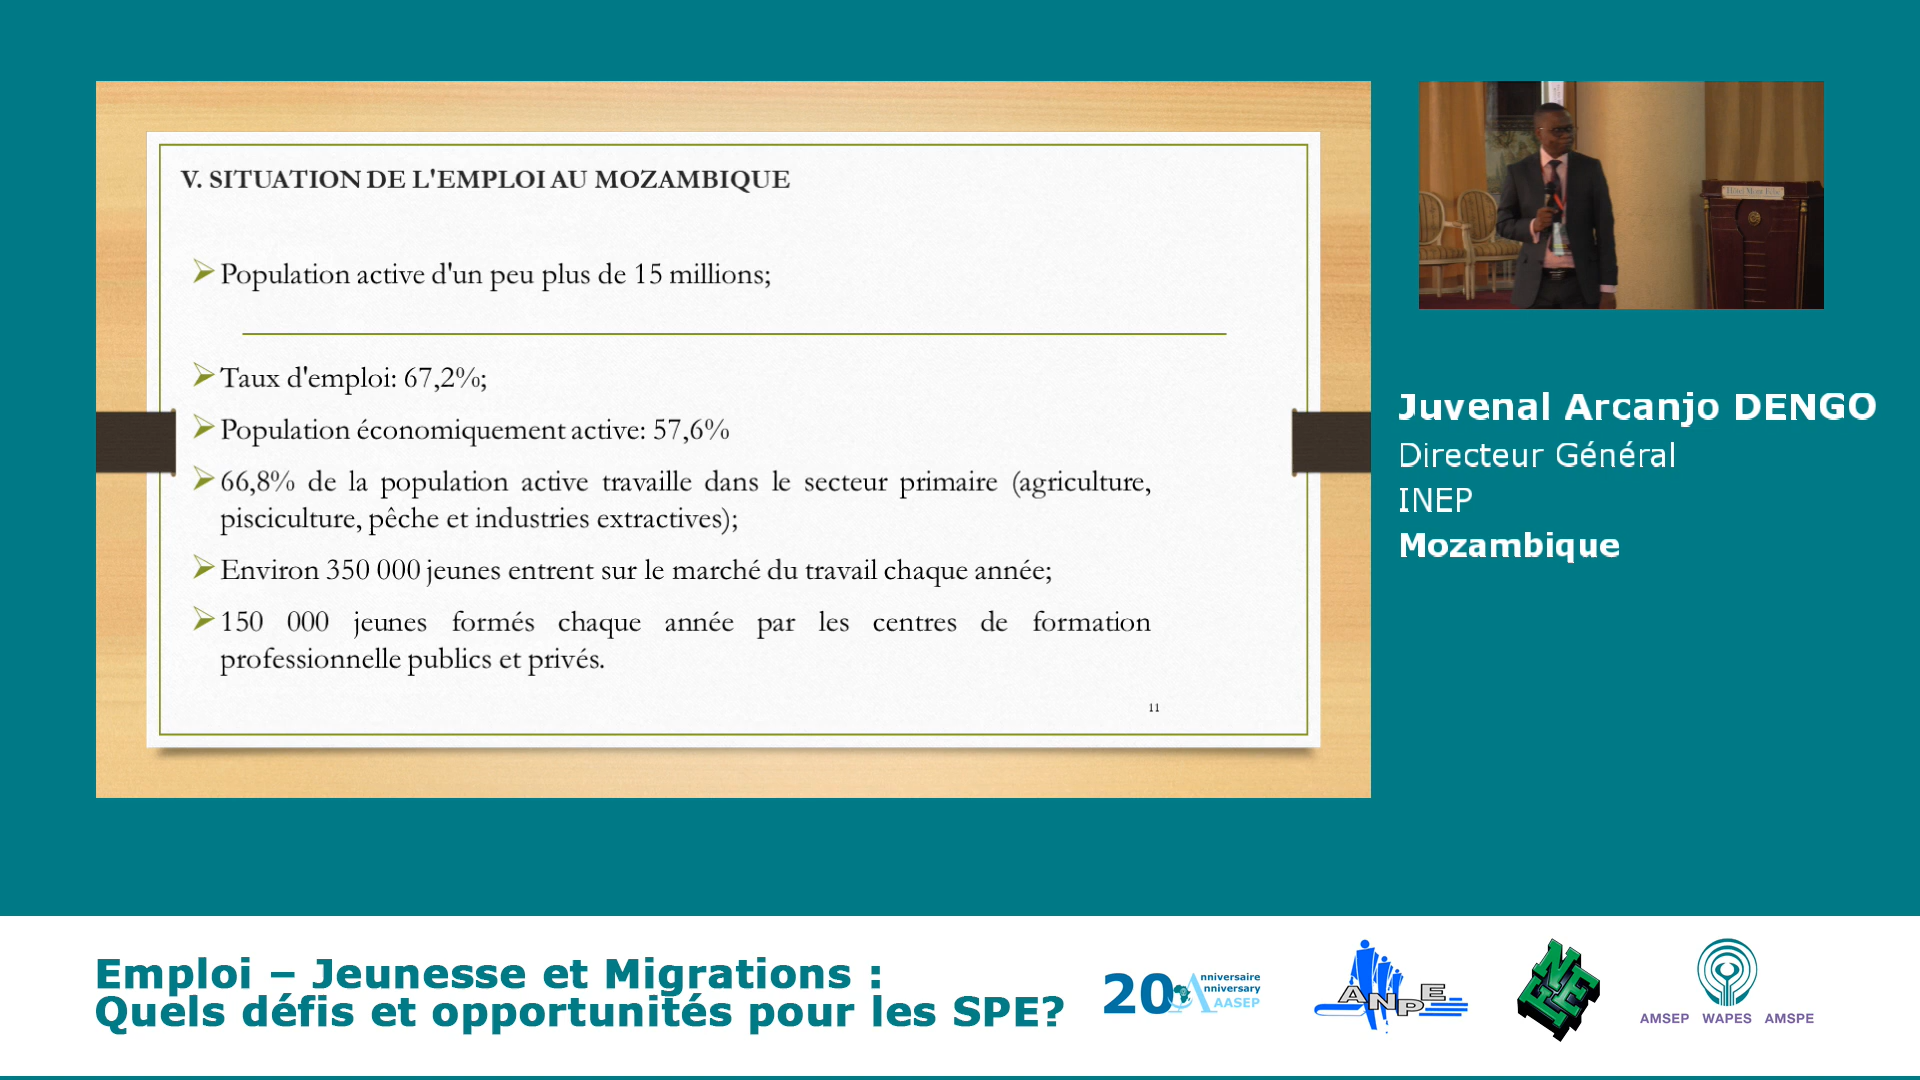 V. SITUATION DE L'EMPLOI AU MOZAMBIQUE
Population active d'un peu plus de 15 millions;
Taux d'emploi: 67,2%;
Population économiquement active: 57,6%
66,8% de la population active travaille dans le secteur primaire (agriculture,
pisciculture, pêche et industries extractives);
Environ 350 000 jeunes entrent sur le marché du travail chaque année;
150 000 jeunes formés chaque année par les centres de formation
professionnelle publics et privés.
11
Juvenal Arcanjo DENGO
Directeur Général
INEP
Mozambique
Emploi – Jeunesse et Migrations :
Quels défis et opportunités pour les SPE?
20 Anniversaire
Anniversary
AASEP
ANPE
AMSEP WAPES AMSPE